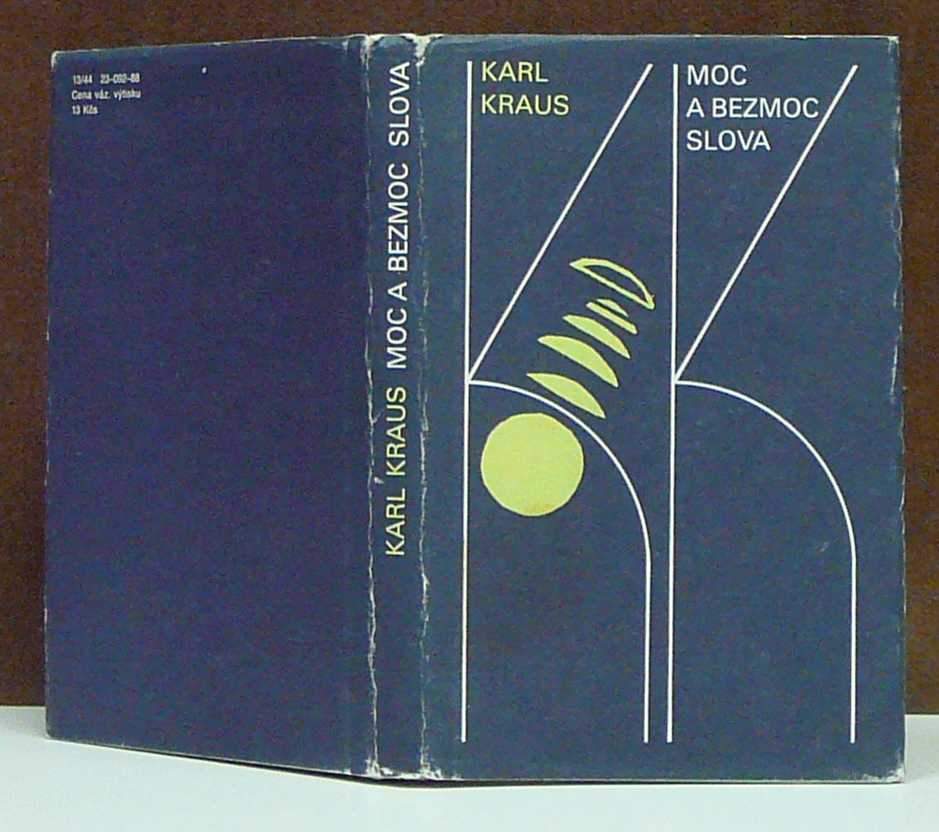 13/44 23-092-88
Cena váz. výtisku
13 Kčs
KARL KRAUS MOC A BEZMOC SLOVA
KARL
KRAUS
MOC
A BEZMOC
SLOVA